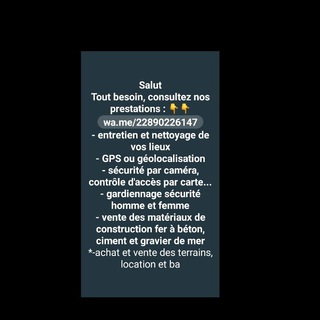 Salut
Tout besoin, consultez nos
prestations : 👇👇
wa.me/22890226147
- entretien et nettoyage de
vos lieux
- GPS ou géolocalisation
- sécurité par caméra,
contrôle d'accès par carte...
- gardiennage sécurité
homme et femme
- vente des matériaux de
construction fer à béton,
ciment et gravier de mer
*-achat et vente des terrains,
location et ba